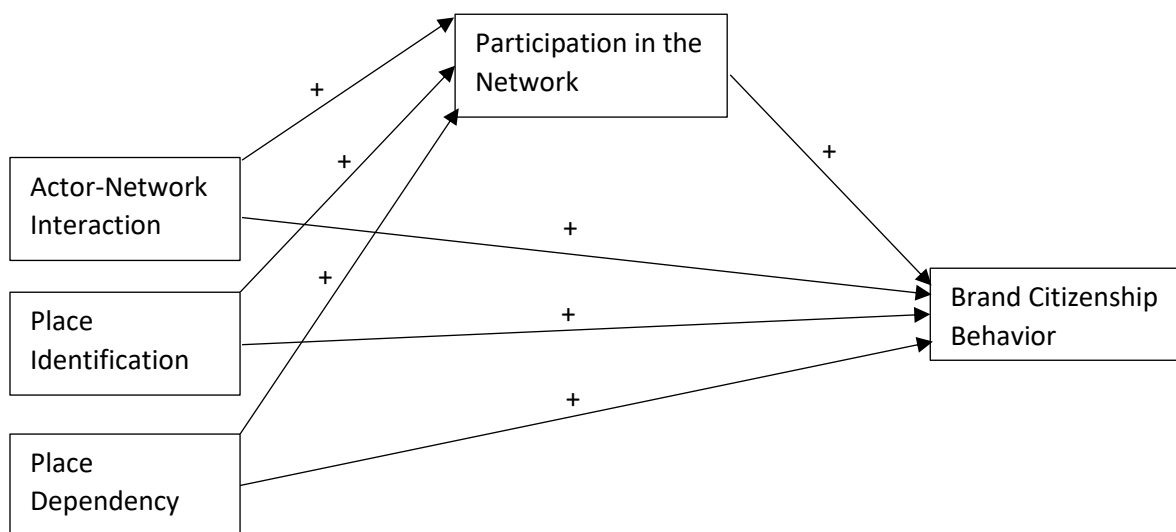 Participation in the
Network
+
+
+
Actor-Network
Interaction
+
+
Place
Identification
+
+
Brand Citizenship
Behavior
Place
Dependency